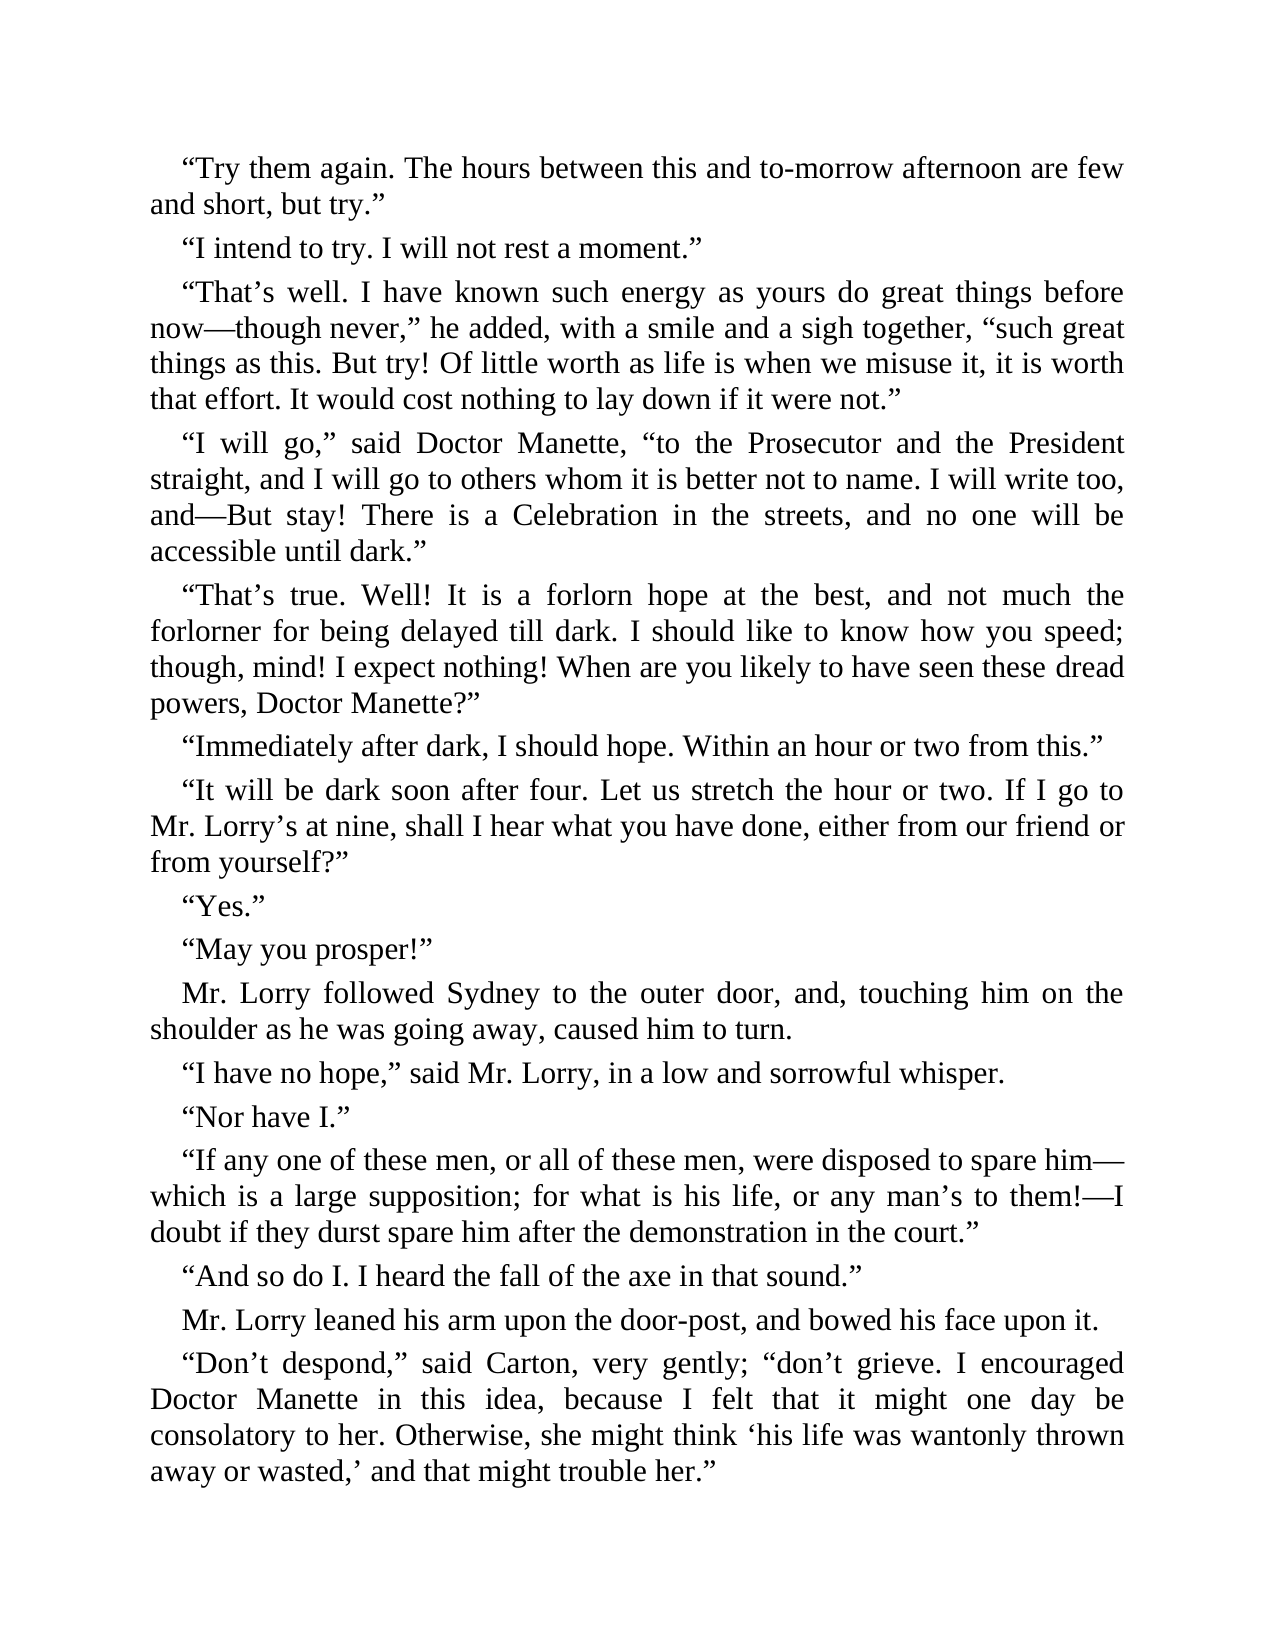 “Try them again. The hours between this and to-morrow afternoon are few
and short, but try.”
“I intend to try. I will not rest a moment.”
“That’s well. I have known such energy as yours do great things before
now—though never,” he added, with a smile and a sigh together, “such great
things as this. But try! Of little worth as life is when we misuse it, it is worth
that effort. It would cost nothing to lay down if it were not.”
“I will go,” said Doctor Manette, “to the Prosecutor and the President
straight, and I will go to others whom it is better not to name. I will write too,
and—But stay! There is a Celebration in the streets, and no one will be
accessible until dark.”
“That’s true. Well! It is a forlorn hope at the best, and not much the
forlorner for being delayed till dark. I should like to know how you speed;
though, mind! I expect nothing! When are you likely to have seen these dread
powers, Doctor Manette?”
“Immediately after dark, I should hope. Within an hour or two from this.”
“It will be dark soon after four. Let us stretch the hour or two. If I go to
Mr. Lorry’s at nine, shall I hear what you have done, either from our friend or
from yourself?”
“Yes.”
“May you prosper!”
Mr. Lorry followed Sydney to the outer door, and, touching him on the
shoulder as he was going away, caused him to turn.
“I have no hope,” said Mr. Lorry, in a low and sorrowful whisper.
“Nor have I.”
“If any one of these men, or all of these men, were disposed to spare him—
which is a large supposition; for what is his life, or any man’s to them!—I
doubt if they durst spare him after the demonstration in the court.”
“And so do I. I heard the fall of the axe in that sound.”
Mr. Lorry leaned his arm upon the door-post, and bowed his face upon it.
“Don’t despond,” said Carton, very gently; “don’t grieve. I encouraged
Doctor Manette in this idea, because I felt that it might one day be
consolatory to her. Otherwise, she might think ‘his life was wantonly thrown
away or wasted,’ and that might trouble her.”